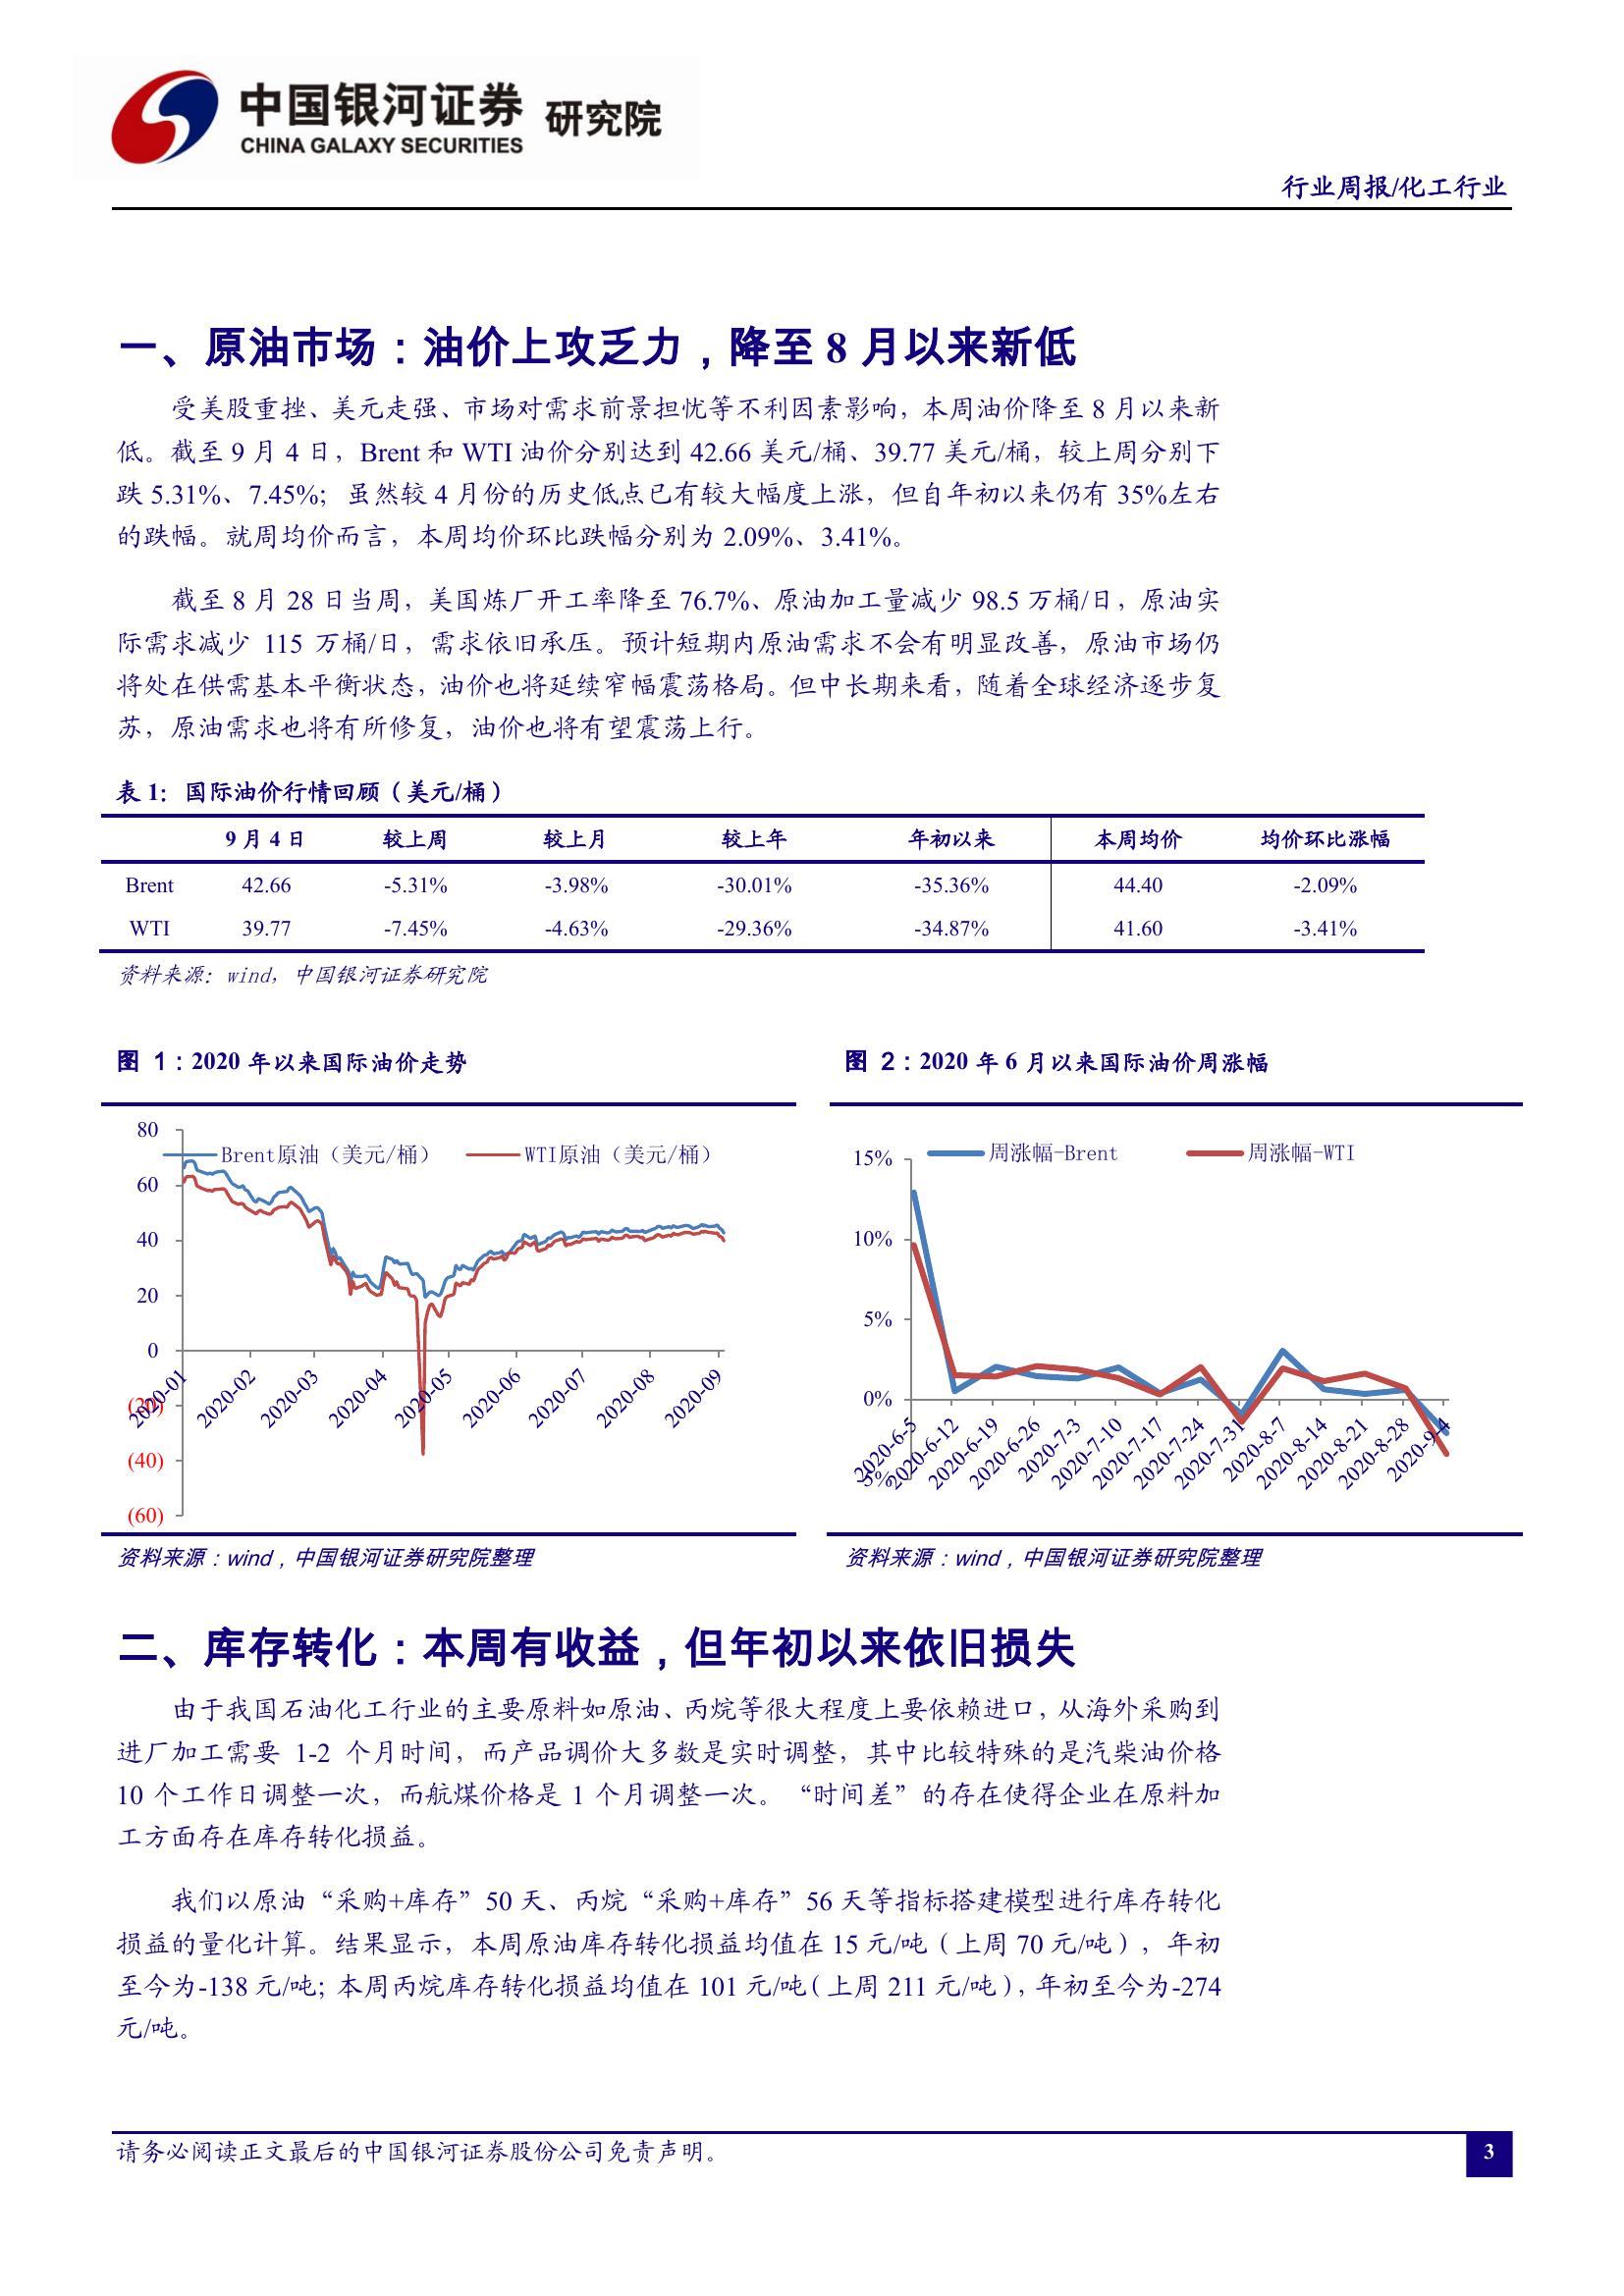 中国银河证券 研究院
CHINA GALAXY SECURITIES
行业周报/化工行业
一、原油市场：油价上攻乏力，降至 8 月以来新低
受美股重挫、美元走强、市场对需求前景担忧等不利因素影响，本周油价降至 8 月以来新
低。截至 9 月 4 日，Brent 和 WTI 油价分别达到 42.66 美元/桶、39.77 美元/桶，较上周分别下
跌 5.31%、7.45%；虽然较 4 月份的历史低点已有较大幅度上涨，但自年初以来仍有 35%左右
的跌幅。就周均价而言，本周均价环比跌幅分别为 2.09%、3.41%。
截至 8 月 28 日当周，美国炼厂开工率降至 76.7%、原油加工量减少 98.5 万桶/日，原油实
际需求减少 115 万桶/日，需求依旧承压。预计短期内原油需求不会有明显改善，原油市场仍
将处在供需基本平衡状态，油价也将延续窄幅震荡格局。但中长期来看，随着全球经济逐步复
苏，原油需求也将有所修复，油价也将有望震荡上行。
表 1：国际油价行情回顾（美元/桶）
9 月 4 日 较上周 较上月 较上年 年初以来 本周均价 均价环比涨幅
Brent 42.66 -5.31% -3.98% -30.01% -35.36% 44.40 -2.09%
WTI 39.77 -7.45% -4.63% -29.36% -34.87% 41.60 -3.41%
资料来源：wind，中国银河证券研究院
图 1：2020 年以来国际油价走势
80
Brent原油（美元/桶） WTI原油（美元/桶）
60
40
20
0
(20)
(40)
(60)
2020-01 2020-02 2020-03 2020-04 2020-05 2020-06 2020-07 2020-08 2020-09
资料来源：wind，中国银河证券研究院整理
图 2：2020 年 6 月以来国际油价周涨幅
周涨幅-Brent 周涨幅-WTI
15%
10%
5%
0%
-5%
2020-6-5 2020-6-12 2020-6-19 2020-6-26 2020-7-3 2020-7-10 2020-7-17 2020-7-24 2020-7-31 2020-8-7 2020-8-14 2020-8-21 2020-8-28 2020-9-4
资料来源：wind，中国银河证券研究院整理
二、库存转化：本周有收益，但年初以来依旧损失
由于我国石油化工行业的主要原料如原油、丙烷等很大程度上要依赖进口，从海外采购到
进厂加工需要 1-2 个月时间，而产品调价大多数是实时调整，其中比较特殊的是汽柴油价格
10 个工作日调整一次，而航煤价格是 1 个月调整一次。“时间差”的存在使得企业在原料加
工方面存在库存转化损益。
我们以原油“采购+库存”50 天、丙烷“采购+库存”56 天等指标搭建模型进行库存转化
损益的量化计算。结果显示，本周原油库存转化损益均值在 15 元/吨（上周 70 元/吨），年初
至今为-138 元/吨；本周丙烷库存转化损益均值在 101 元/吨（上周 211 元/吨），年初至今为-274
元/吨。
请务必阅读正文最后的中国银河证券股份公司免责声明。
3